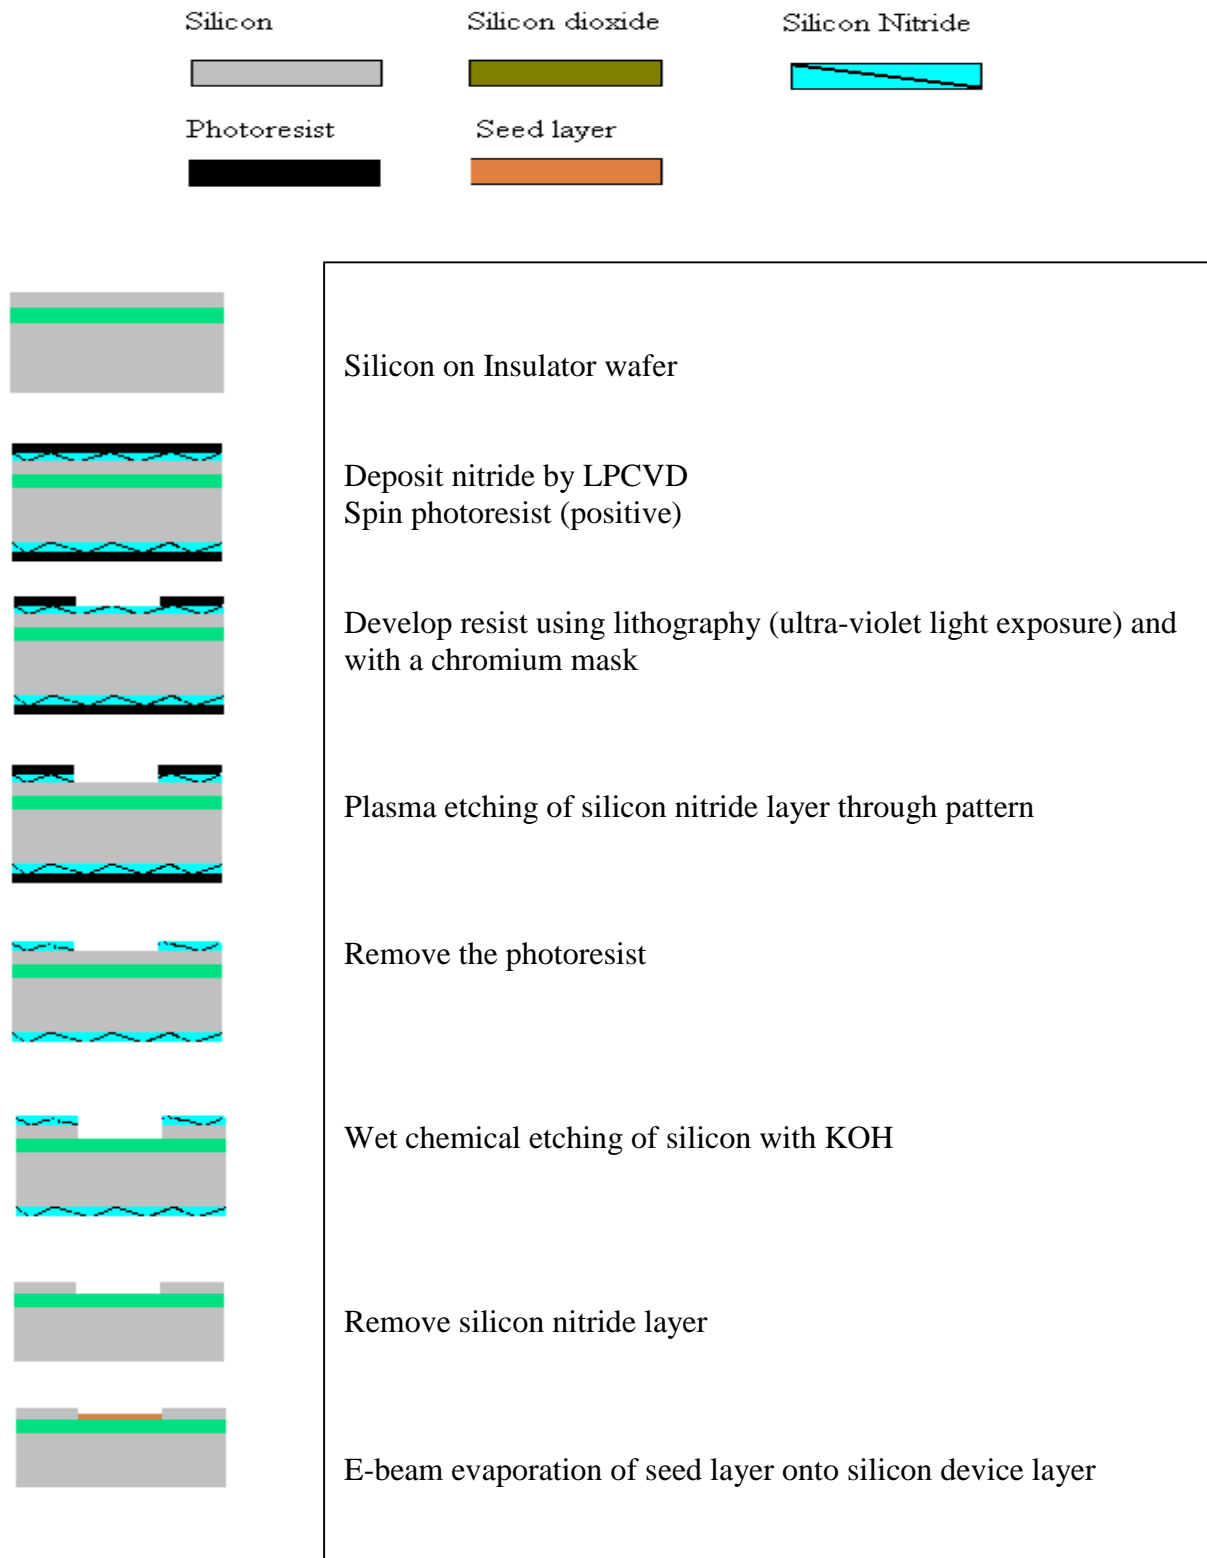 Silicon
Silicon dioxide
Silicon Nitride
Photoresist
Seed layer
Silicon on Insulator wafer
Deposit nitride by LPCVD
Spin photoresist (positive)
Develop resist using lithography (ultra-violet light exposure) and
with a chromium mask
Plasma etching of silicon nitride layer through pattern
Remove the photoresist
Wet chemical etching of silicon with KOH
Remove silicon nitride layer
E-beam evaporation of seed layer onto silicon device layer